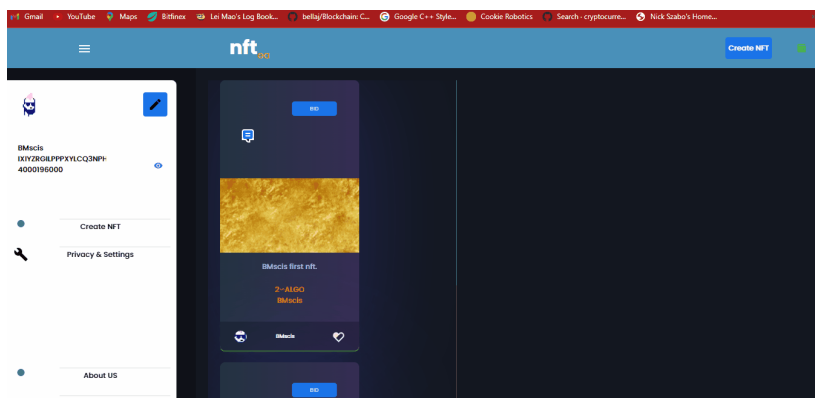 Gmail YouTube Maps Bitfinex Lei Mao's Log Book... bellaj/Blockchain: C... Google C++ Style... Cookie Robotics Search - cryptocurre... Nick Szabo's Home...
nft Create NFT
BID
BMscis
IXIYZRGILPPPXYLCQ3NPH
4000196000
Create NFT
Privacy & Settings
BMscis first nft.
2-ALGO
BMscis
BMscis
About US
BID